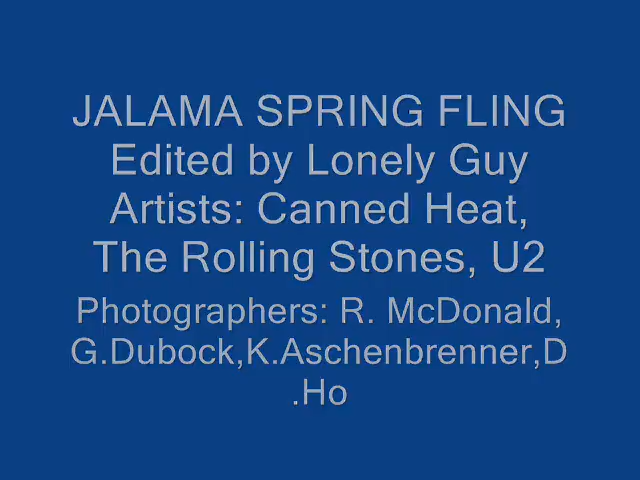 JALAMA SPRING FLING
Edited by Lonely Guy
Artists: Canned Heat,
The Rolling Stones, U2
Photographers: R. McDonald,
G.Dubock,K.Aschenbrenner,D
.Ho